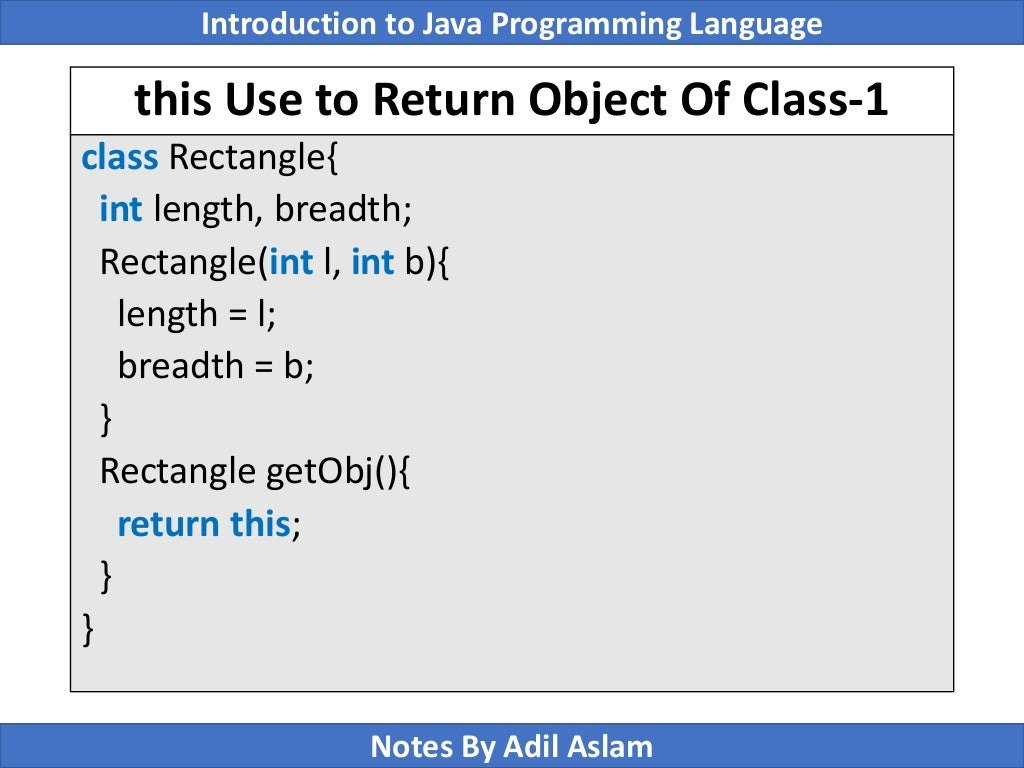 Introduction to Java Programming Language
this Use to Return Object Of Class-1
class Rectangle{
int length, breadth;
Rectangle(int l, int b){
length = l;
breadth = b;
}
Rectangle getObj(){
return this;
}
}
Notes By Adil Aslam